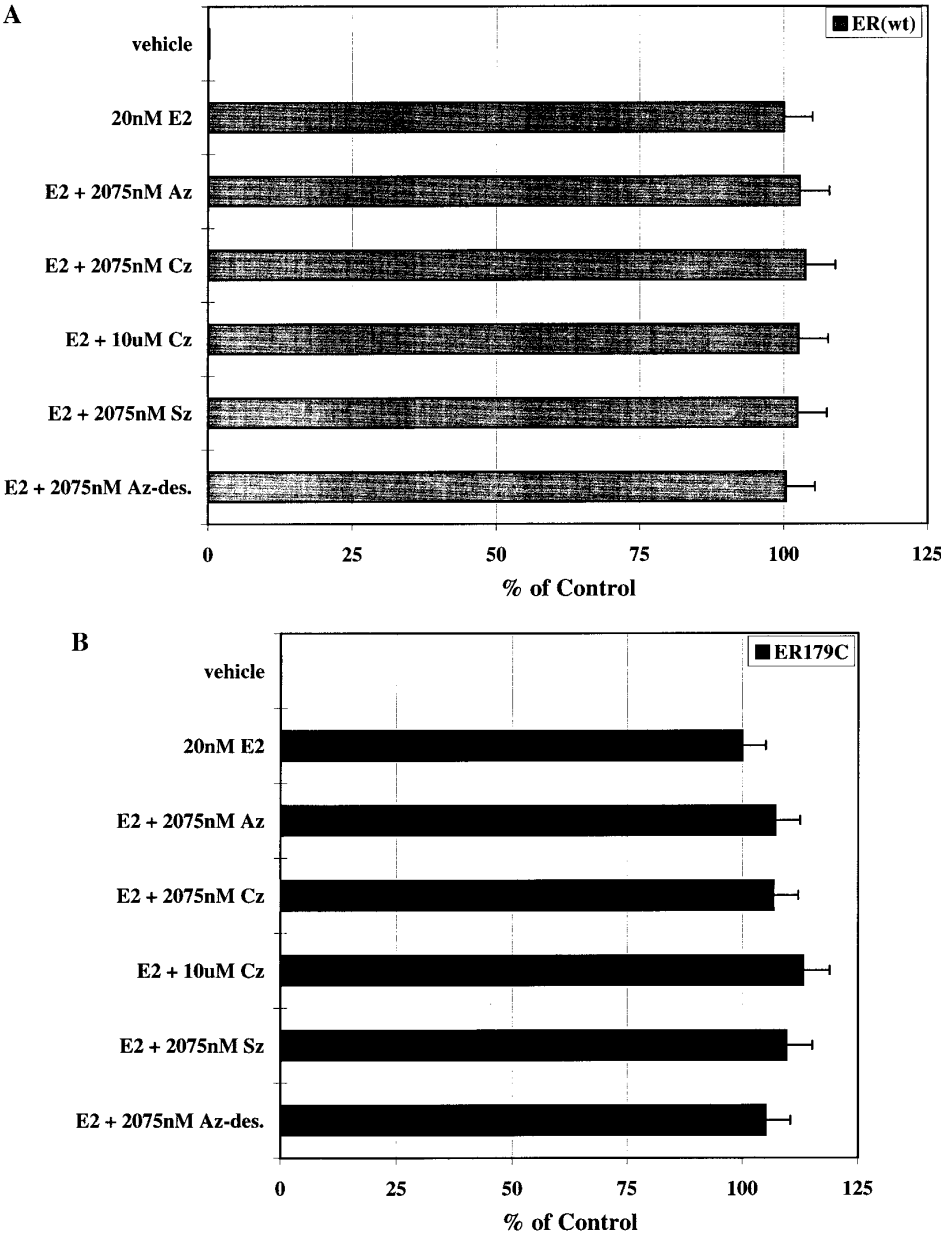 A
ER(wt)
vehicle
20nM E2
E2 + 2075nM Az
E2 + 2075nM Cz
E2 + 10uM Cz
E2 + 2075nM Sz
E2 + 2075nM Az-des.
0 25 50 75 100 125
% of Control
B
ER179C
vehicle
20nM E2
E2 + 2075nM Az
E2 + 2075nM Cz
E2 + 10uM Cz
E2 + 2075nM Sz
E2 + 2075nM Az-des.
0 25 50 75 100 125
% of Control